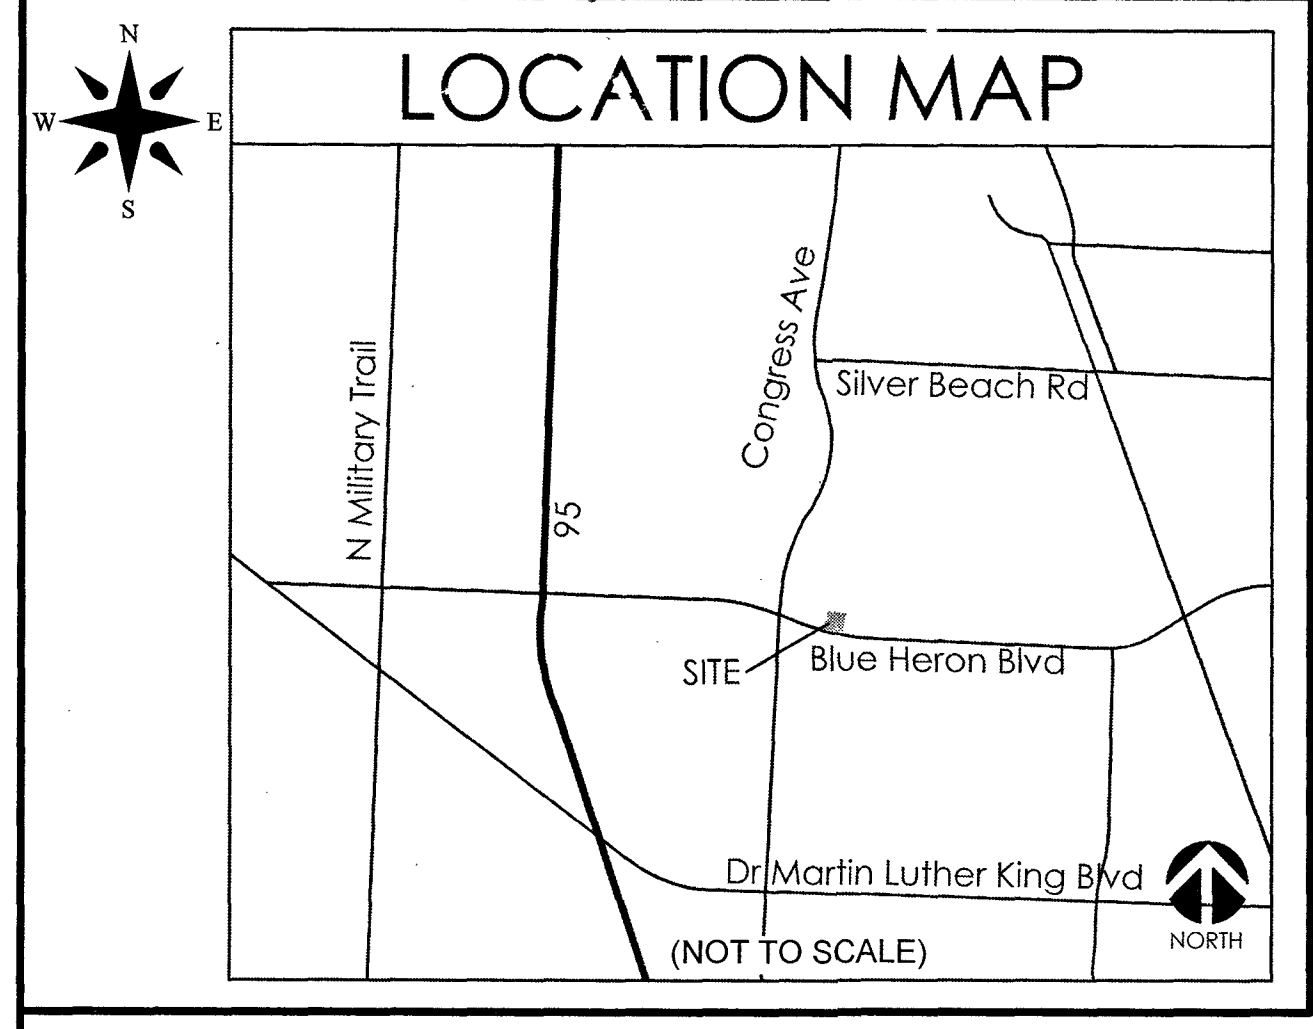 N
W
E
S
LOCATION MAP
Congress Ave
N Military Trail
Silver Beach Rd
95
SITE
Blue Heron Blvd
Dr Martin Luther King Blvd
NORTH
(NOT TO SCALE)